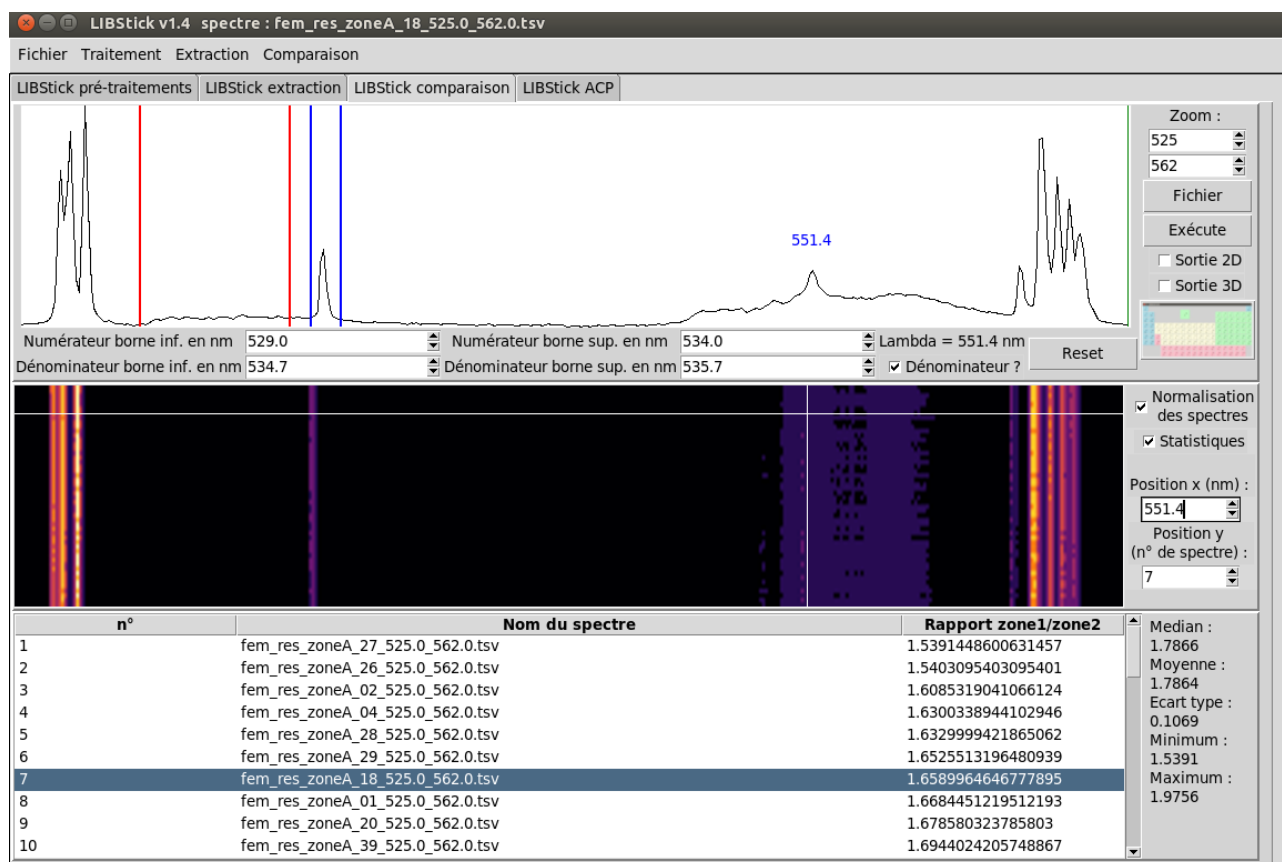 LIBStick v1.4 spectre : fem_res_zoneA_18_525.0_562.0.tsv
Fichier Traitement Extraction Comparaison
LIBStick pré-traitements LIBStick extraction LIBStick comparaison LIBStick ACP
551.4
Zoom :
525
562
Fichier
Exécute
Sortie 2D
Sortie 3D
Numérateur borne inf. en nm 529.0 Numérateur borne sup. en nm 534.0 Lambda = 551.4 nm
Dénominateur borne inf. en nm 534.7 Dénominateur borne sup. en nm 535.7 Dénominateur ? Reset
Normalisation
des spectres
Statistiques
Position x (nm) :
551.4
Position y
(n° de spectre) :
7
n° Nom du spectre Rapport zone1/zone2
1 fem_res_zoneA_27_525.0_562.0.tsv 1.5391448600631457
2 fem_res_zoneA_26_525.0_562.0.tsv 1.5403095403095401
3 fem_res_zoneA_02_525.0_562.0.tsv 1.6085319041066124
4 fem_res_zoneA_04_525.0_562.0.tsv 1.6300338944102946
5 fem_res_zoneA_28_525.0_562.0.tsv 1.6329999421865062
6 fem_res_zoneA_29_525.0_562.0.tsv 1.6525513196480939
7 fem_res_zoneA_18_525.0_562.0.tsv 1.6589964646777895
8 fem_res_zoneA_01_525.0_562.0.tsv 1.6684451219512193
9 fem_res_zoneA_20_525.0_562.0.tsv 1.678580323785803
10 fem_res_zoneA_39_525.0_562.0.tsv 1.6944024205748867
Median :
1.7866
Moyenne :
1.7864
Ecart type :
0.1069
Minimum :
1.5391
Maximum :
1.9756